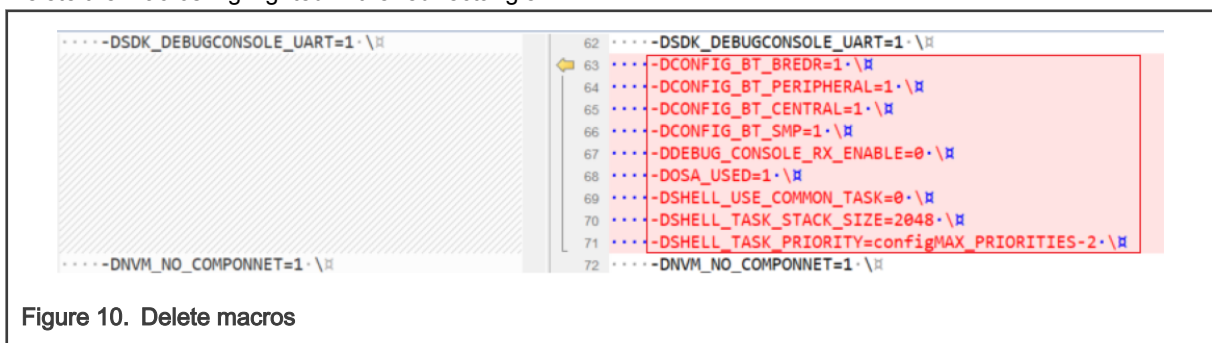 ····-DSDK_DEBUGCONSOLE_UART=1·\¤
62 ····-DSDK_DEBUGCONSOLE_UART=1·\¤
63 ····-DCONFIG_BT_BREDR=1·\¤
64 ····-DCONFIG_BT_PERIPHERAL=1·\¤
65 ····-DCONFIG_BT_CENTRAL=1·\¤
66 ····-DCONFIG_BT_SMP=1·\¤
67 ····-DDEBUG_CONSOLE_RX_ENABLE=0·\¤
68 ····-DOSA_USED=1·\¤
69 ····-DSHELL_USE_COMMON_TASK=0·\¤
70 ····-DSHELL_TASK_STACK_SIZE=2048·\¤
71 ····-DSHELL_TASK_PRIORITY=configMAX_PRIORITIES-2·\¤
····-DNVM_NO_COMPONNET=1·\¤
72 ····-DNVM_NO_COMPONNET=1·\¤
Figure 10. Delete macros